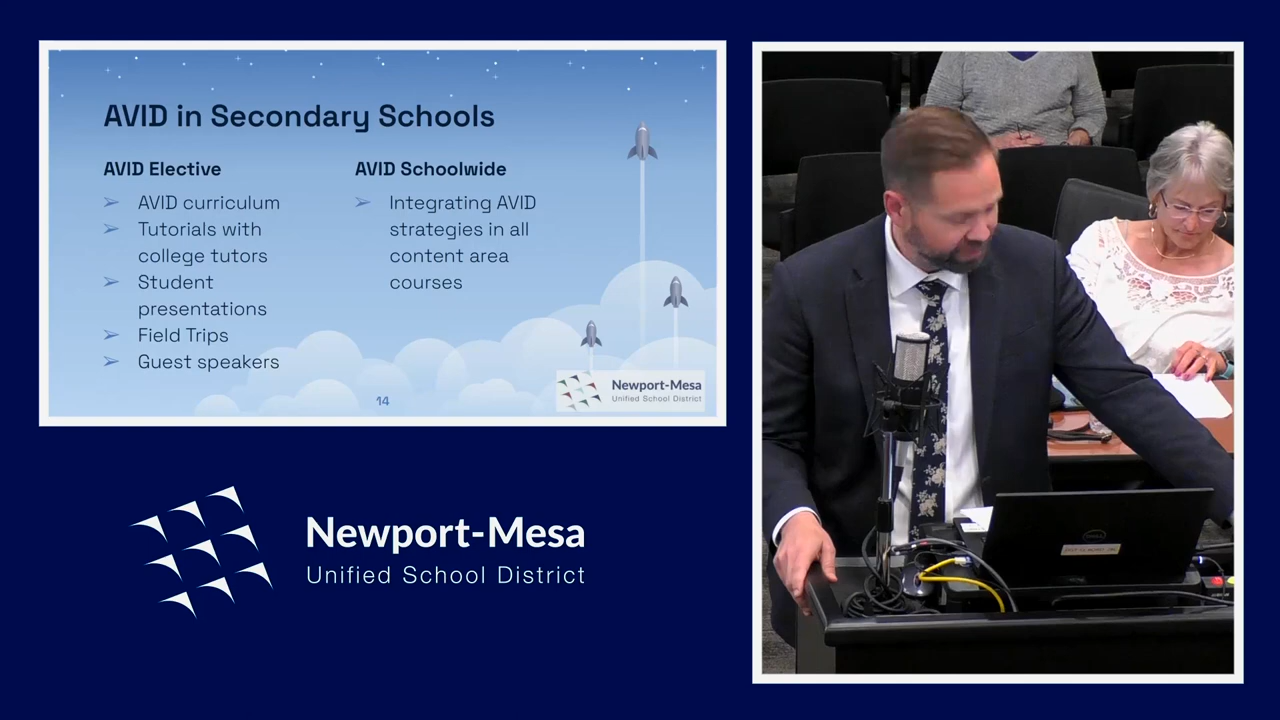 AVID in Secondary Schools
AVID Elective
➢ AVID curriculum
➢ Tutorials with
college tutors
➢ Student
presentations
➢ Field Trips
➢ Guest speakers
AVID Schoolwide
➢ Integrating AVID
strategies in all
content area
courses
14
Newport-Mesa
Unified School District
Newport-Mesa
Unified School District
DELL